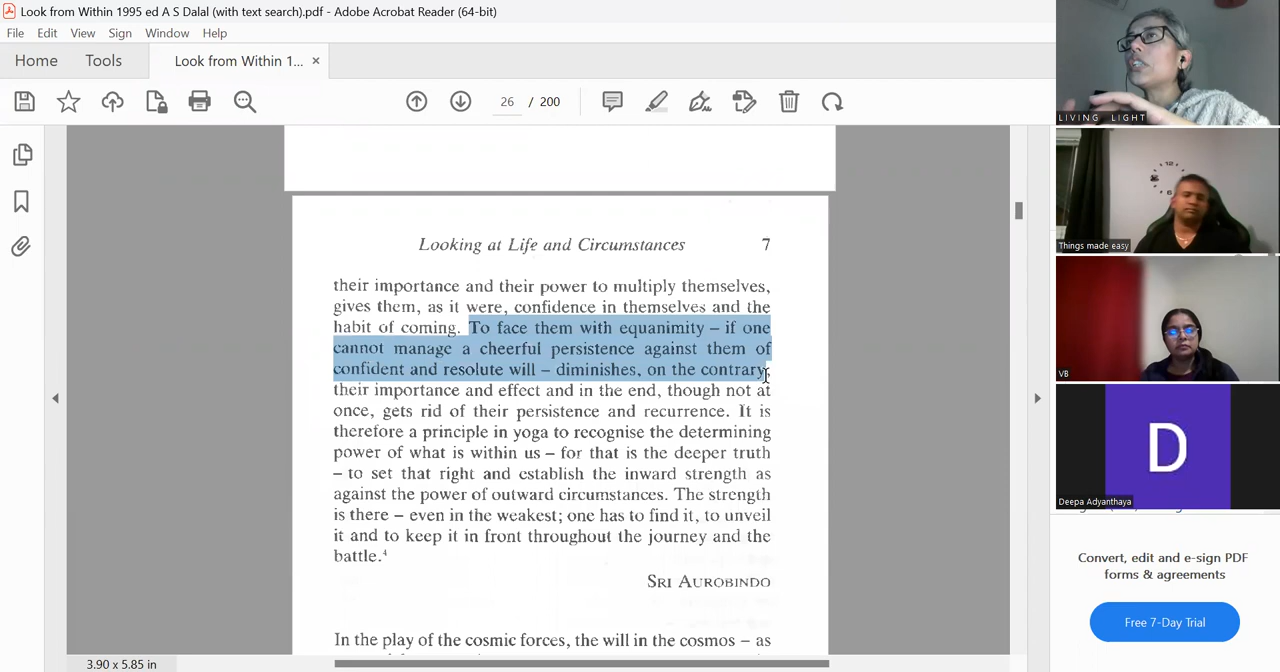 Look from Within 1995 ed A S Dalal (with text search).pdf - Adobe Acrobat Reader (64-bit)
File Edit View Sign Window Help
Home Tools Look from Within 1... ×
26 / 200
Looking at Life and Circumstances 7
their importance and their power to multiply themselves,
gives them, as it were, confidence in themselves and the
habit of coming. To face them with equanimity – if one
cannot manage a cheerful persistence against them of
confident and resolute will – diminishes, on the contrary,
their importance and effect and in the end, though not at
once, gets rid of their persistence and recurrence. It is
therefore a principle in yoga to recognise the determining
power of what is within us – for that is the deeper truth
– to set that right and establish the inward strength as
against the power of outward circumstances. The strength
is there – even in the weakest; one has to find it, to unveil
it and to keep it in front throughout the journey and the
battle.⁴
SRI AUROBINDO
In the play of the cosmic forces, the will in the cosmos – as
3.90 x 5.85 in
LIVING LIGHT
Things made easy
VB
D
Deepa Adyanthaya
Convert, edit and e-sign PDF
forms & agreements
Free 7-Day Trial